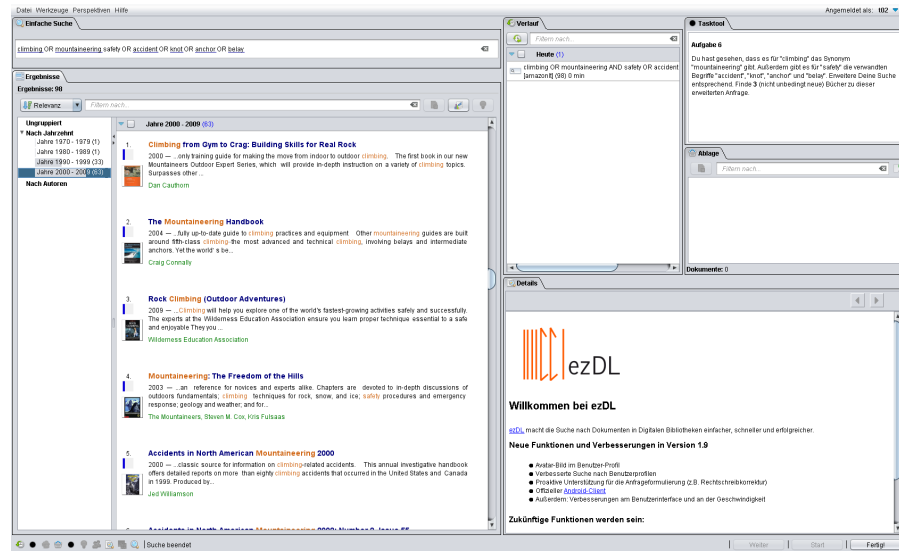 Datei Werkzeuge Perspektiven Hilfe
Angemeldet als: t02
Einfache Suche
climbing OR mountaineering safety OR accident OR knot OR anchor OR belay
Ergebnisse
Ergebnisse: 98
Relevanz
Filtern nach...
Ungruppiert
Nach Jahrzehnt
Jahre 1970 - 1979 (1)
Jahre 1980 - 1989 (1)
Jahre 1990 - 1999 (33)
Jahre 2000 - 2009 (63)
Nach Autoren
Jahre 2000 - 2009 (63)
1.
Climbing from Gym to Crag: Building Skills for Real Rock
2000 — ...only training guide for making the move from indoor to outdoor climbing. The first book in our new
Mountaineers Outdoor Expert Series, which will provide in-depth instruction on a variety of climbing topics.
Surpasses other ...
Dan Cauthorn
2.
The Mountaineering Handbook
2004 — ...fully up-to-date guide to climbing practices and equipment Other mountaineering guides are built
around fifth-class climbing-the most advanced and technical climbing, involving belays and intermediate
anchors. Yet the world' s be...
Craig Connally
3.
Rock Climbing (Outdoor Adventures)
2009 — ...Climbing will help you explore one of the world's fastest-growing activities safely and successfully.
The experts at the Wilderness Education Association ensure you learn proper technique essential to a safe
and enjoyable They you ...
Wilderness Education Association
4.
Mountaineering: The Freedom of the Hills
2003 — ...an reference for novices and experts alike. Chapters are devoted to in-depth discussions of
outdoors fundamentals; climbing techniques for rock, snow, and ice; safety procedures and emergency
response; geology and weather; and for...
The Mountaineers, Steven M. Cox, Kris Fulsaas
5.
Accidents in North American Mountaineering 2000
2000 — ...classic source for information on climbing-related accidents. This annual investigative handbook
offers detailed reports on more than eighty climbing accidents that occurred in the United States and Canada
in 1999. Produced by...
Jed Williamson
Accidents in North American Mountaineering 2000: Number 2, Issue 55
Verlauf
Filtern nach...
Heute (1)
climbing OR mountaineering AND safety OR accident
[amazontt] (98) 0 min
Tasktool
Aufgabe 6
Du hast gesehen, dass es für "climbing" das Synonym
"mountaineering" gibt. Außerdem gibt es für "safety" die verwandten
Begriffe "accident", "knot", "anchor" und "belay". Erweitere Deine Suche
entsprechend. Finde 3 (nicht unbedingt neue) Bücher zu dieser
erweiterten Anfrage.
Ablage
Filtern nach...
Dokumente: 0
Details
ezDL
Willkommen bei ezDL
ezDL macht die Suche nach Dokumenten in Digitalen Bibliotheken einfacher, schneller und erfolgreicher.
Neue Funktionen und Verbesserungen in Version 1.9
Avatar-Bild im Benutzer-Profil
Verbesserte Suche nach Benutzerprofilen
Proaktive Unterstützung für die Anfrageformulierung (z.B. Rechtschreibkorrektur)
Offizieller Android-Client
Außerdem: Verbesserungen am Benutzerinterface und an der Geschwindigkeit
Zukünftige Funktionen werden sein:
Suche beendet
Weiter
Start
Fertig!